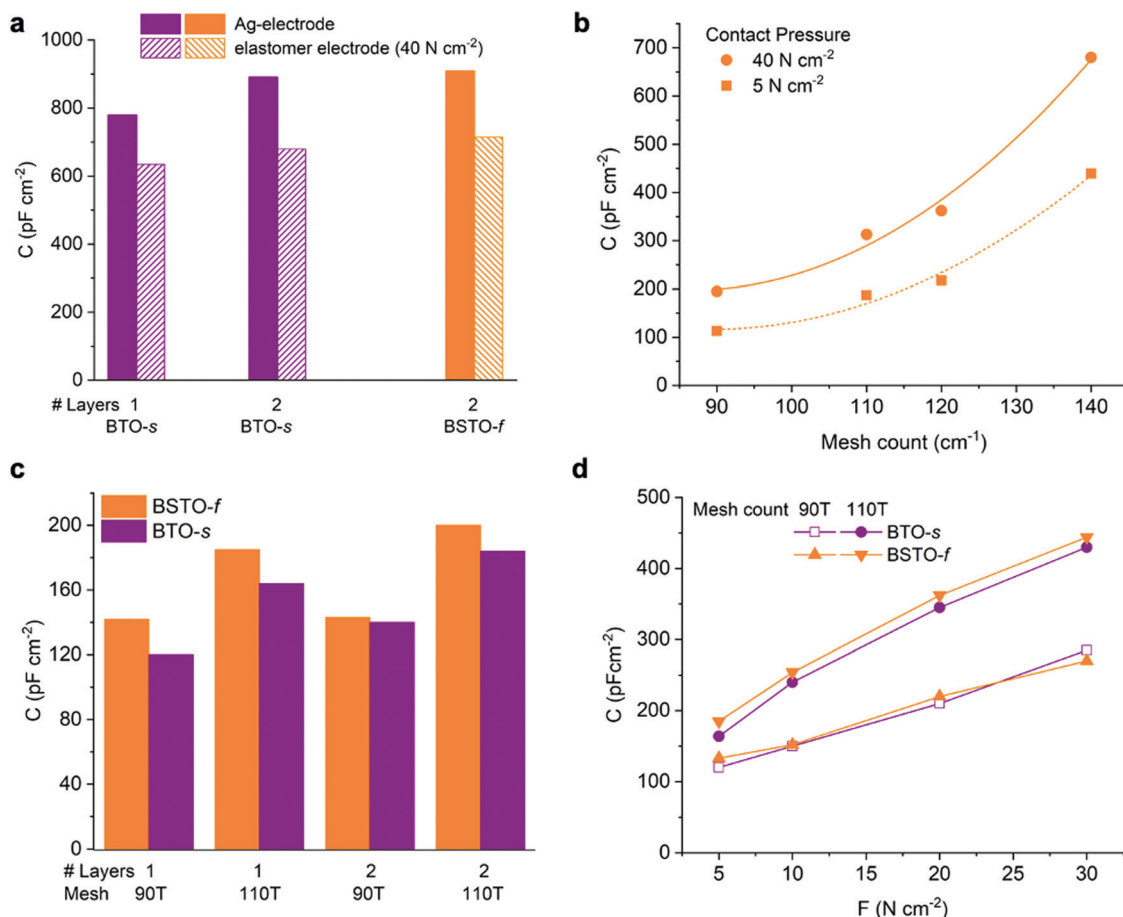 a
Ag-electrode
elastomer electrode (40 N cm⁻²)
1000
800
600
400
200
0
C (pF cm⁻²)
# Layers 1 2 2
BTO-s BTO-s BSTO-f
b
Contact Pressure
40 N cm⁻²
5 N cm⁻²
700
600
500
400
300
200
100
0
C (pF cm⁻²)
90 100 110 120 130 140
Mesh count (cm⁻¹)
c
BSTO-f
BTO-s
200
160
120
80
40
0
C (pF cm⁻²)
# Layers 1 1 2 2
Mesh 90T 110T 90T 110T
d
Mesh count 90T 110T
BTO-s
BSTO-f
500
400
300
200
100
0
C (pFcm⁻²)
5 10 15 20 25 30
F (N cm⁻²)